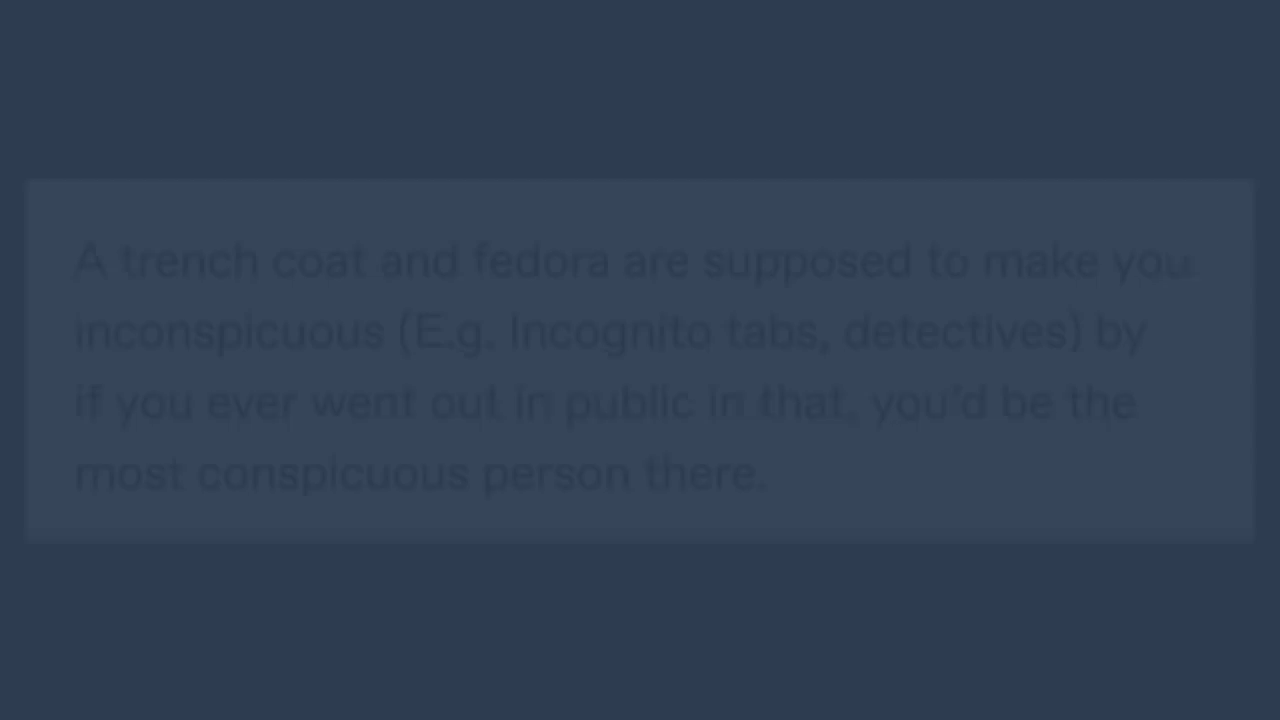 A trench coat and fedora are supposed to make you
inconspicuous (E.g. Incognito tabs, detectives) by
if you ever went out in public in that, you'd be the
most conspicuous person there.